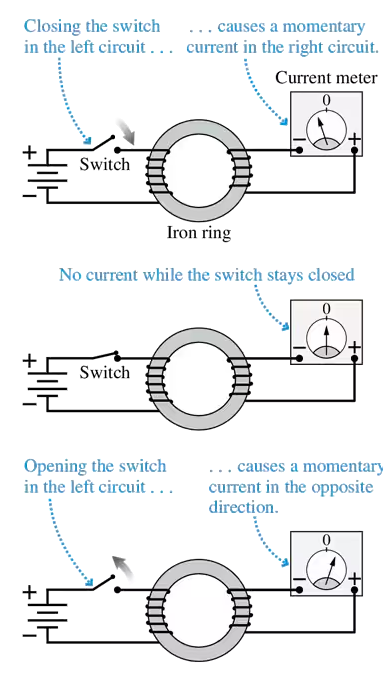 Closing the switch
in the left circuit . . .
. . . causes a momentary
current in the right circuit.
Current meter
0
− +
+
Switch
−
Iron ring
No current while the switch stays closed
0
− +
+
Switch
−
Opening the switch
in the left circuit . . .
. . . causes a momentary
current in the opposite
direction.
0
− +
+
−